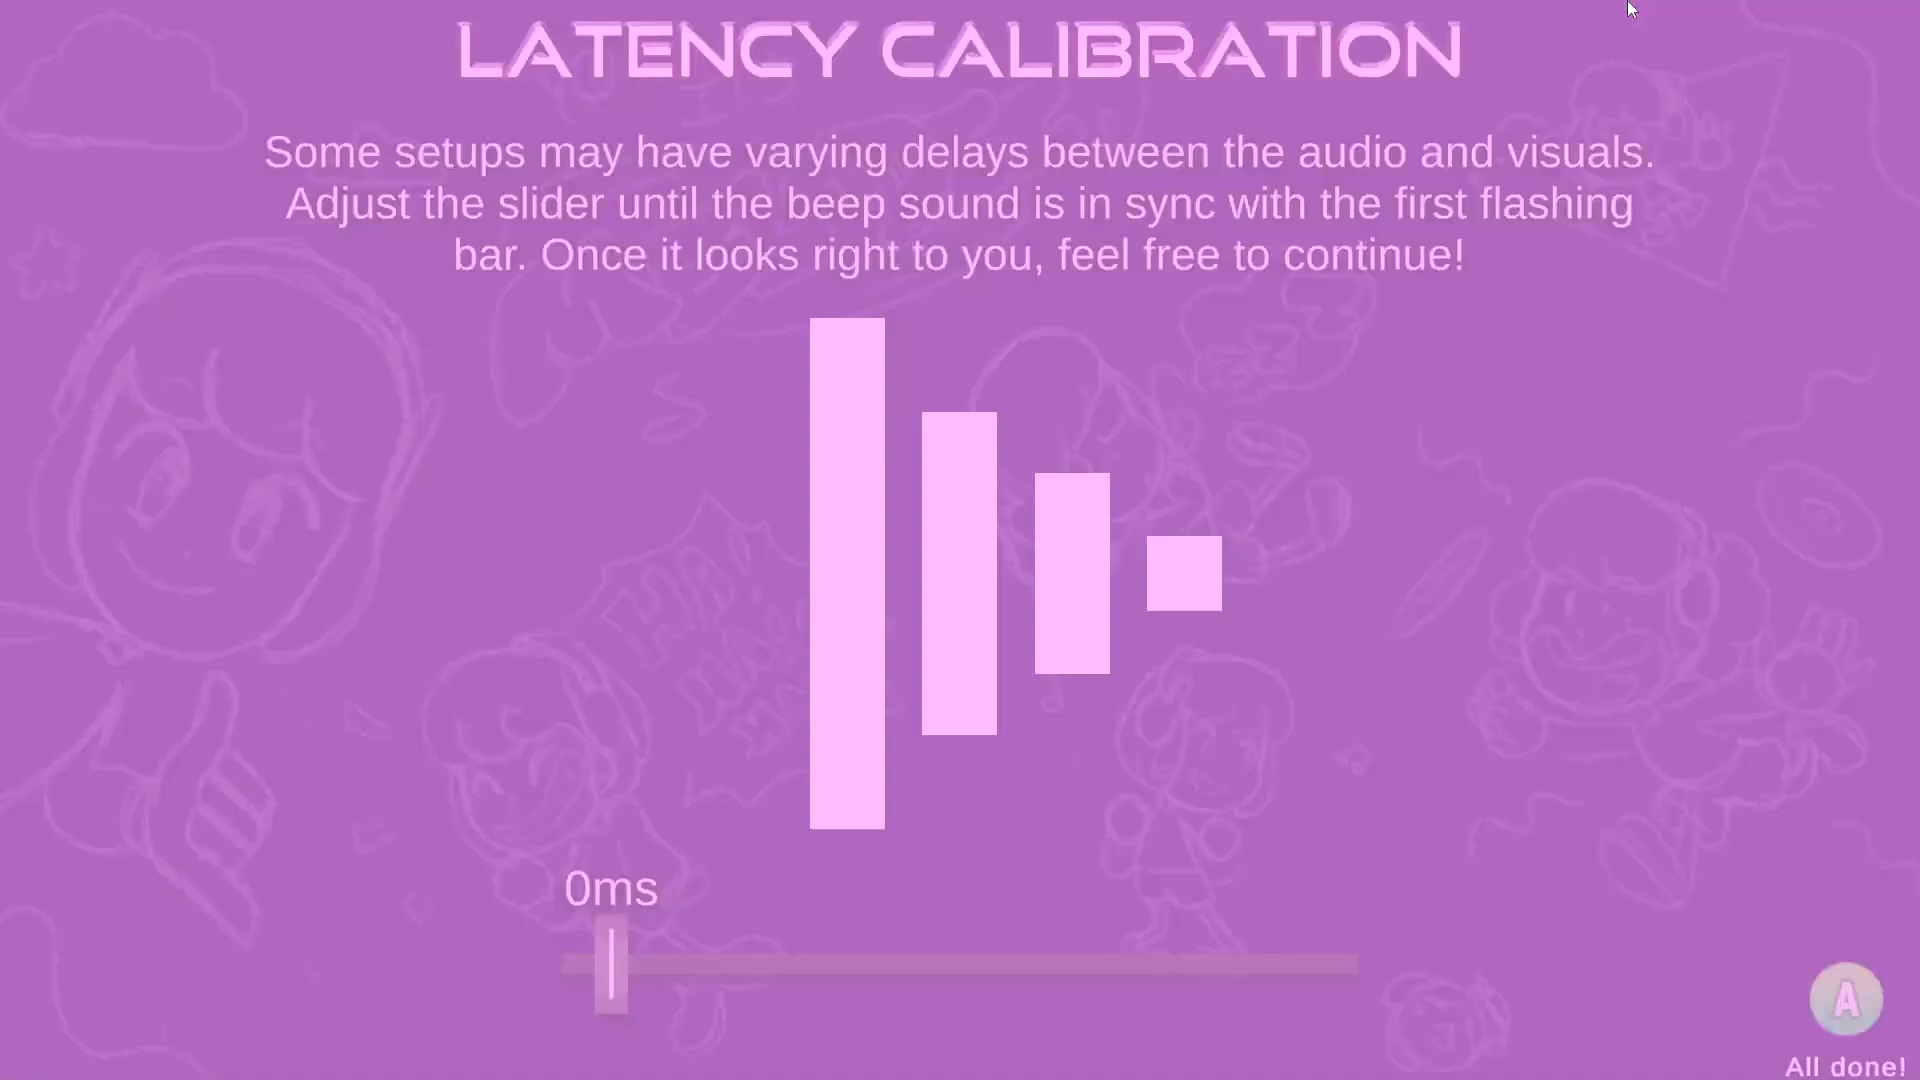 LATENCY CALIBRATION
Some setups may have varying delays between the audio and visuals.
Adjust the slider until the beep sound is in sync with the first flashing
bar. Once it looks right to you, feel free to continue!
0ms
A
All done!